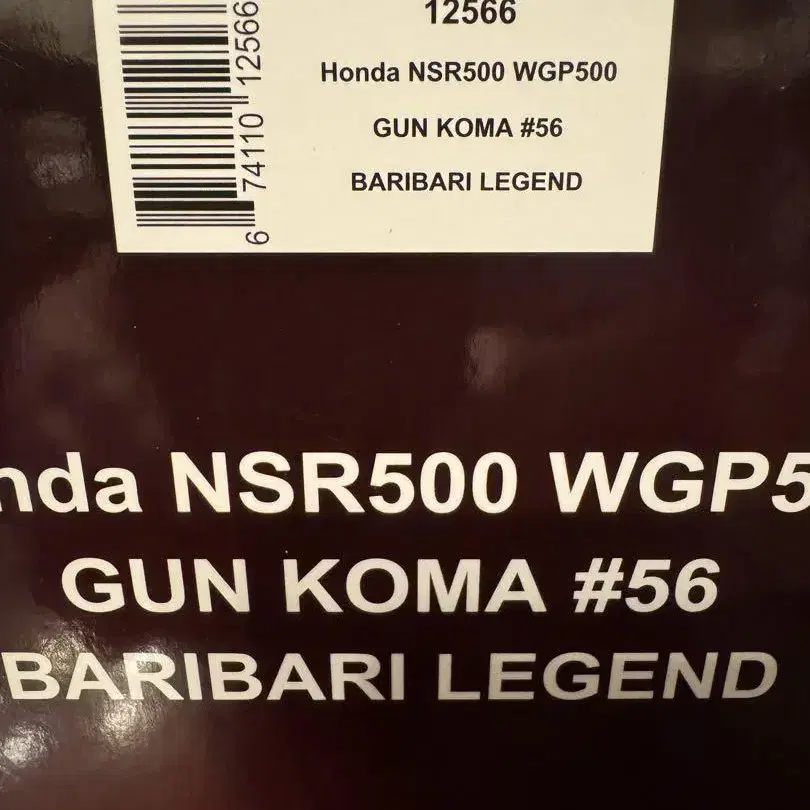 12566
Honda NSR500 WGP500
GUN KOMA #56
BARIBARI LEGEND
6 74110 12566
nda NSR500 WGP5
GUN KOMA #56
BARIBARI LEGEND